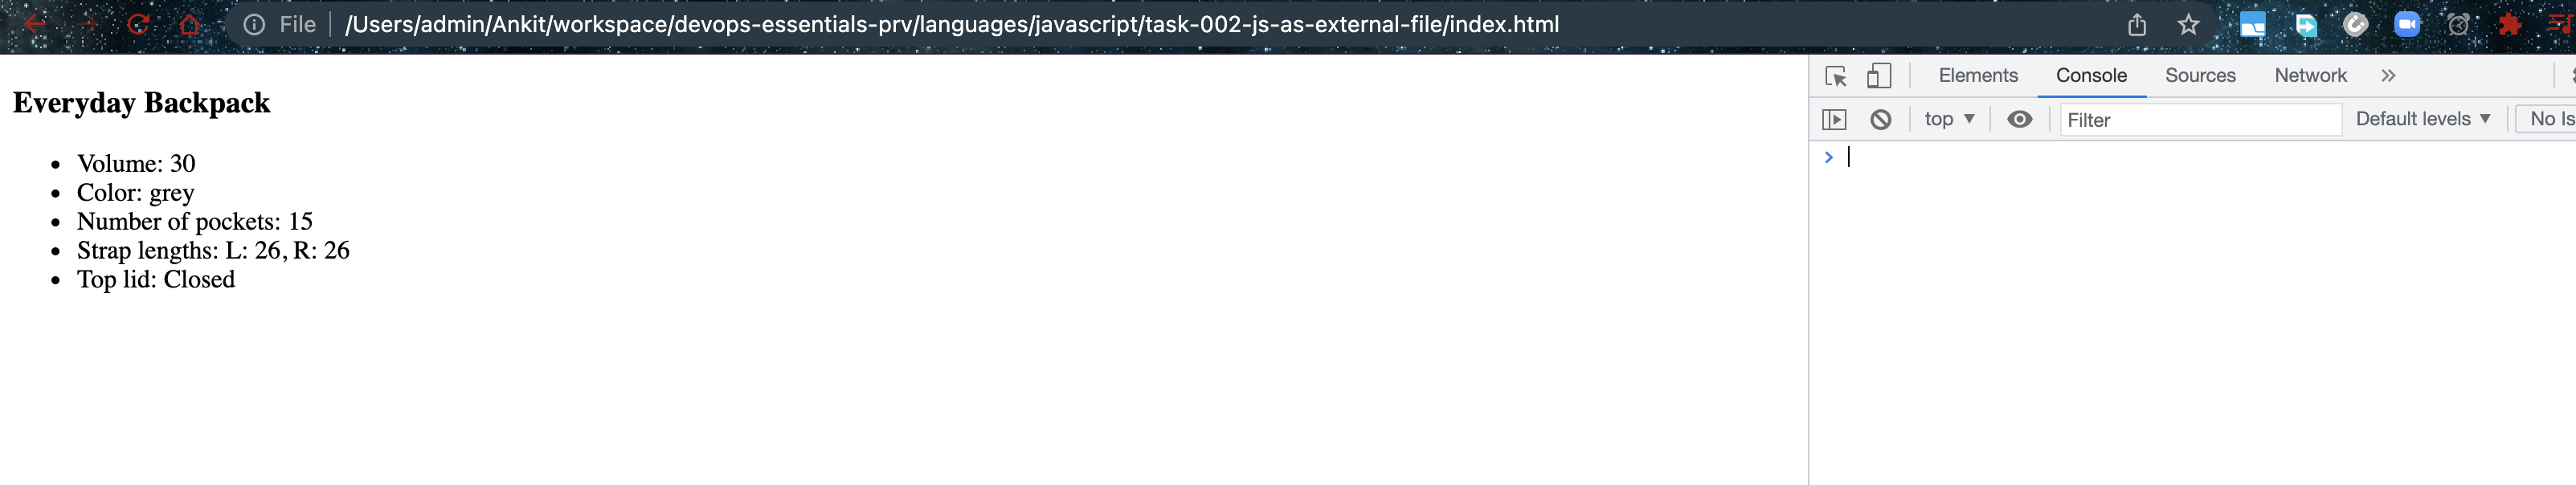 File /Users/admin/Ankit/workspace/devops-essentials-prv/languages/javascript/task-002-js-as-external-file/index.html
Everyday Backpack
Volume: 30
Color: grey
Number of pockets: 15
Strap lengths: L: 26, R: 26
Top lid: Closed
Elements Console Sources Network
top Filter Default levels No Is